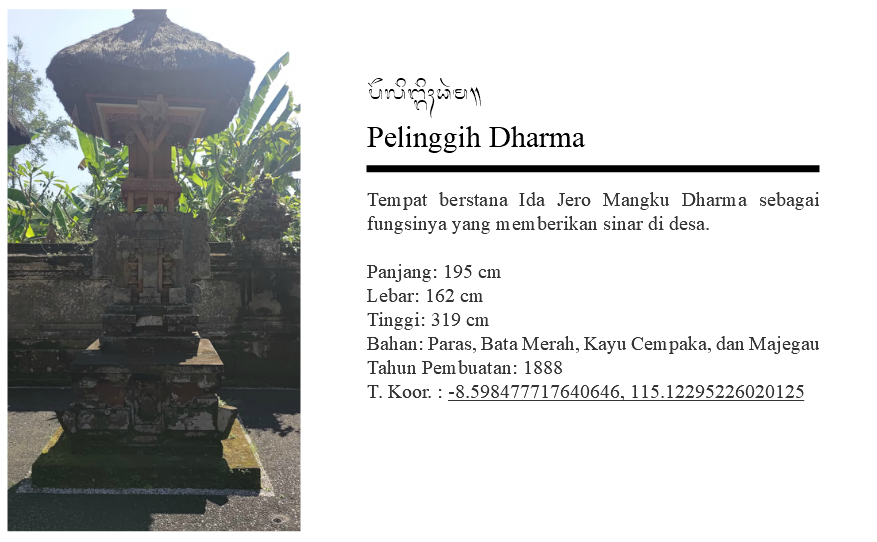 Pelinggih Dharma
Tempat berstana Ida Jero Mangku Dharma sebagai
fungsinya yang memberikan sinar di desa.
Panjang: 195 cm
Lebar: 162 cm
Tinggi: 319 cm
Bahan: Paras, Bata Merah, Kayu Cempaka, dan Majegau
Tahun Pembuatan: 1888
T. Koor. : -8.598477717640646, 115.12295226020125